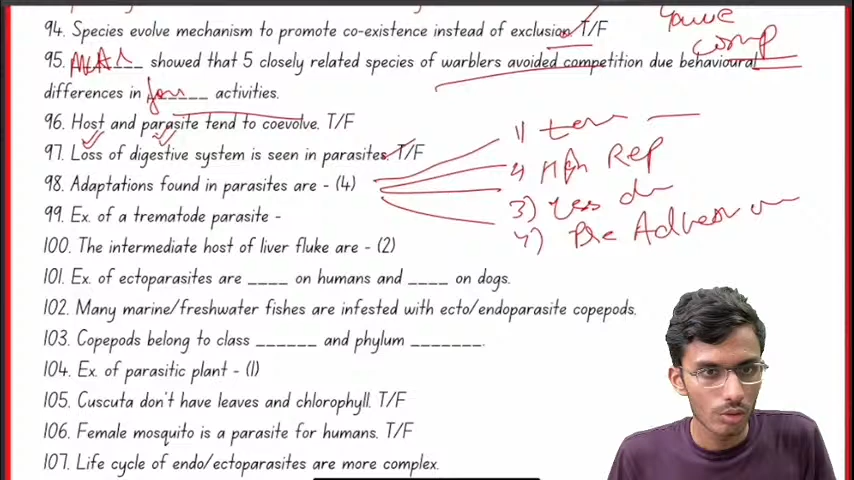 94. Species evolve mechanism to promote co-existence instead of exclusion. T/F
95. ______ showed that 5 closely related species of warblers avoided competition due behavioural
differences in ______ activities.
comp
96. Host and parasite tend to coevolve. T/F
97. Loss of digestive system is seen in parasites. T/F
98. Adaptations found in parasites are - (4)
99. Ex. of a trematode parasite -
1)
2) High Rep
3) Less
4)
100. The intermediate host of liver fluke are - (2)
101. Ex. of ectoparasites are ____ on humans and ____ on dogs.
102. Many marine/freshwater fishes are infested with ecto/endoparasite copepods.
103. Copepods belong to class ______ and phylum _______.
104. Ex. of parasitic plant - (1)
105. Cuscuta don't have leaves and chlorophyll. T/F
106. Female mosquito is a parasite for humans. T/F
107. Life cycle of endo/ectoparasites are more complex.